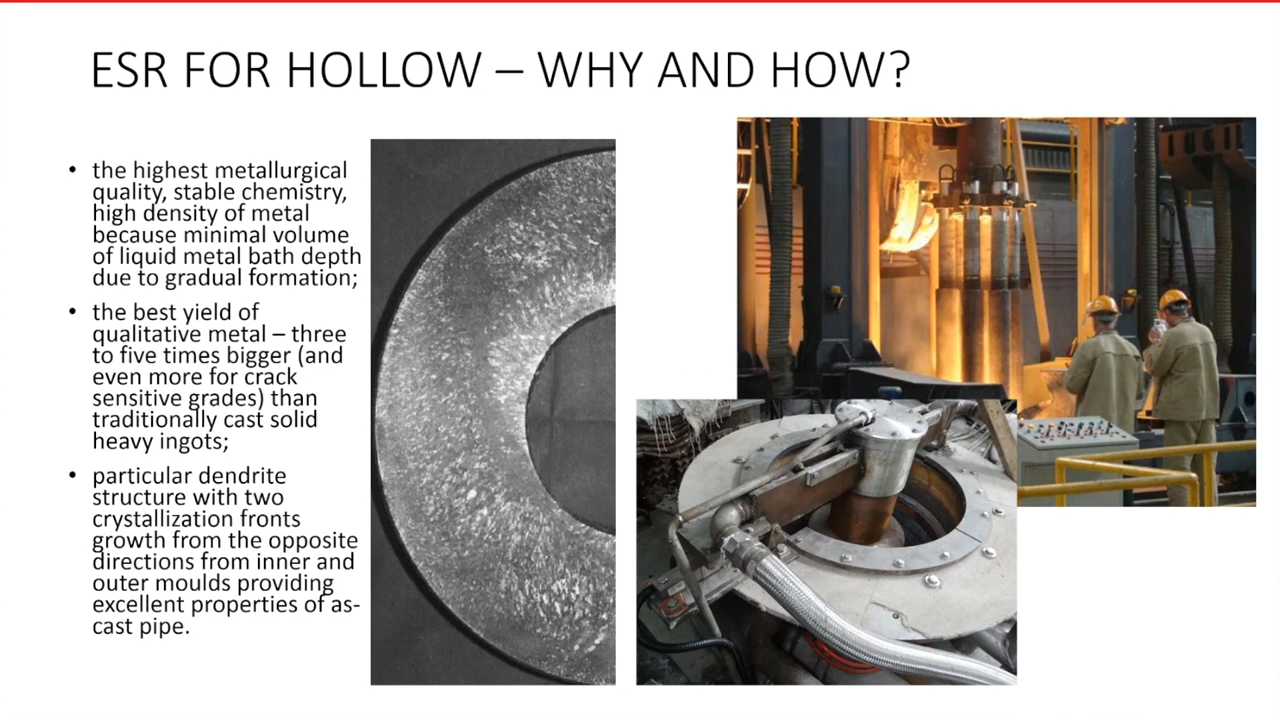 ESR FOR HOLLOW – WHY AND HOW?
• the highest metallurgical
quality, stable chemistry,
high density of metal
because minimal volume
of liquid metal bath depth
due to gradual formation;
• the best yield of
qualitative metal – three
to five times bigger (and
even more for crack
sensitive grades) than
traditionally cast solid
heavy ingots;
• particular dendrite
structure with two
crystallization fronts
growth from the opposite
directions from inner and
outer moulds providing
excellent properties of as-
cast pipe.